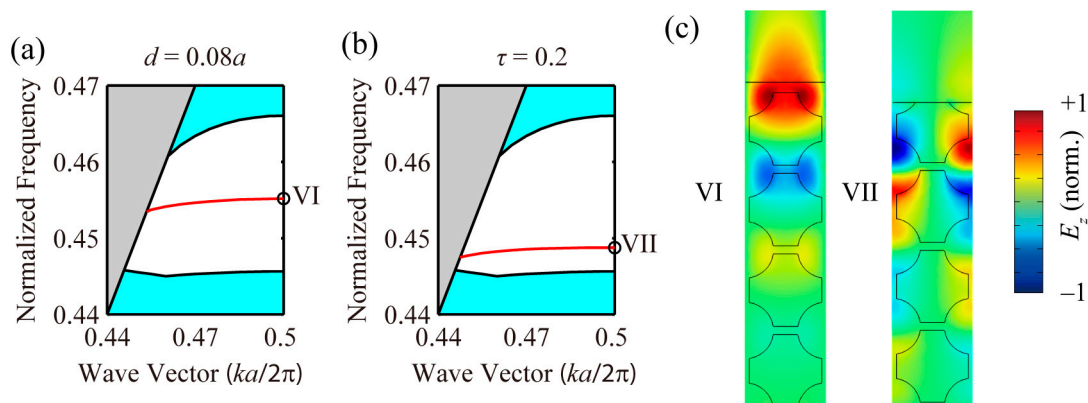 (a)
d = 0.08a
Normalized Frequency
0.47
0.46
0.45
0.44
VI
0.44
0.47
0.5
Wave Vector (ka/2π)
(b)
τ = 0.2
Normalized Frequency
0.47
0.46
0.45
0.44
VII
0.44
0.47
0.5
Wave Vector (ka/2π)
(c)
VI
VII
+1
−1
E_z (norm.)